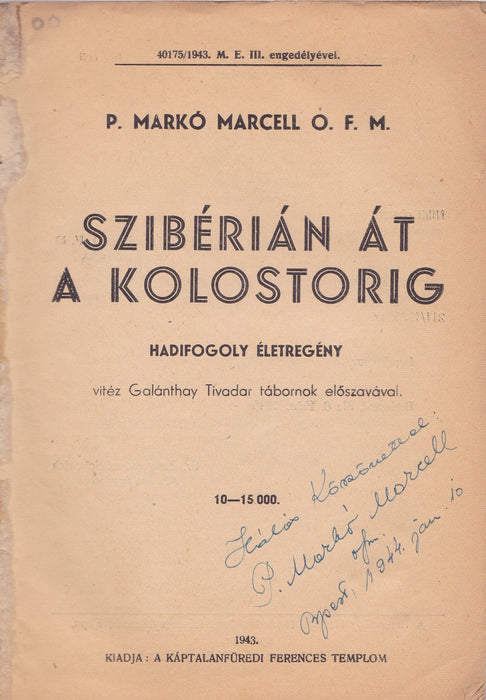 40175/1943. M. E. III. engedélyével.
P. MARKÓ MARCELL O. F. M.
SZIBÉRIÁN ÁT
A KOLOSTORIG
HADIFOGOLY ÉLETREGÉNY
vitéz Galánthay Tivadar tábornok előszavával.
10—15 000.
Hálás Köszönettel:
P. Markó Marcell
ofm.
Bpest, 1944. jan. 10
1943.
KIADJA: A KÁPTALANFÜREDI FERENCES TEMPLOM